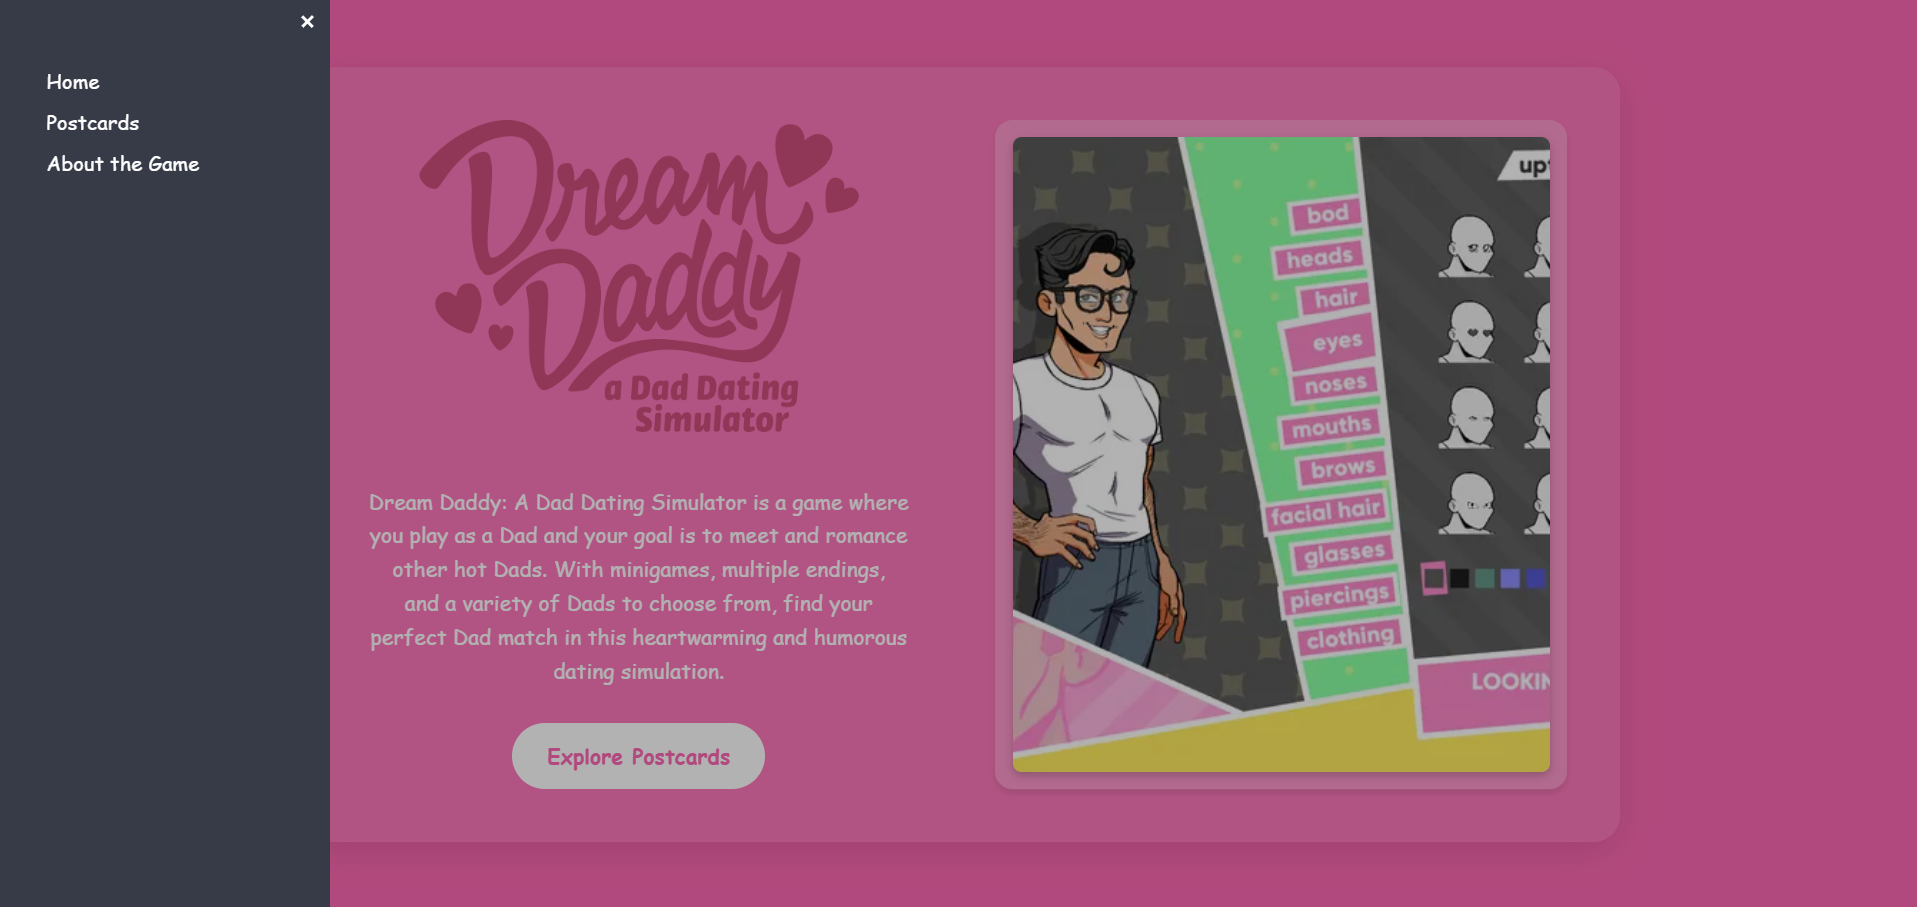 ×
Home
Postcards
About the Game
Dream
Daddy
a Dad Dating
Simulator
Dream Daddy: A Dad Dating Simulator is a game where
you play as a Dad and your goal is to meet and romance
other hot Dads. With minigames, multiple endings,
and a variety of Dads to choose from, find your
perfect Dad match in this heartwarming and humorous
dating simulation.
Explore Postcards
bod
heads
hair
eyes
noses
mouths
brows
facial hair
glasses
piercings
clothing